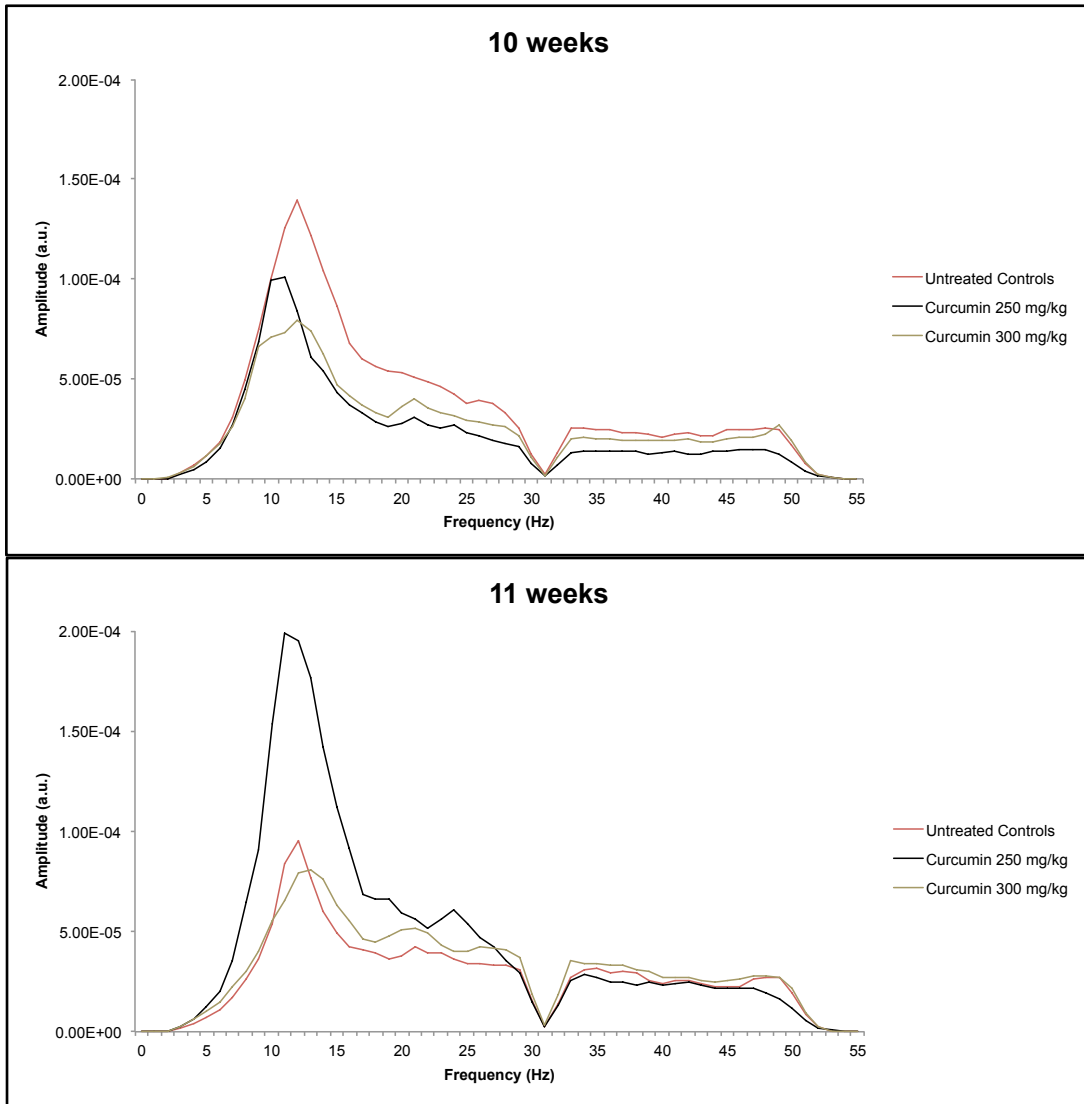 10 weeks
2.00E-04
1.50E-04
1.00E-04
5.00E-05
0.00E+00
Amplitude (a.u.)
0 5 10 15 20 25 30 35 40 45 50 55
Frequency (Hz)
Untreated Controls
Curcumin 250 mg/kg
Curcumin 300 mg/kg
11 weeks
2.00E-04
1.50E-04
1.00E-04
5.00E-05
0.00E+00
Amplitude (a.u.)
0 5 10 15 20 25 30 35 40 45 50 55
Frequency (Hz)
Untreated Controls
Curcumin 250 mg/kg
Curcumin 300 mg/kg